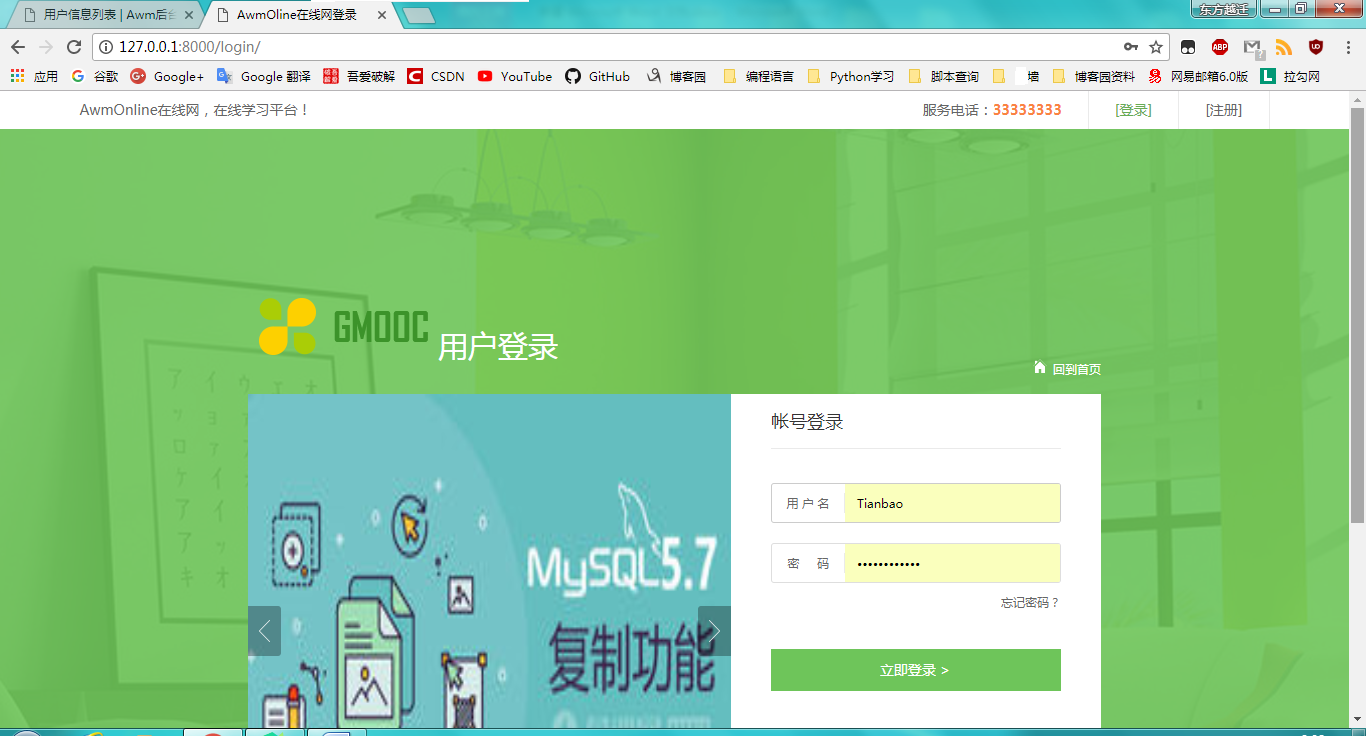 用户信息列表 | Awm后台
AwmOline在线网登录
东方越迁
127.0.0.1:8000/login/
应用 谷歌 Google+ Google 翻译 吾爱破解 CSDN YouTube GitHub 博客园 编程语言 Python学习 脚本查询 墙 博客园资料 网易邮箱6.0版 拉勾网
AwmOnline在线网，在线学习平台！ 服务电话：33333333 [登录] [注册]
GMOOC 用户登录
回到首页
帐号登录
用 户 名 Tianbao
密 码 ••••••••••••
忘记密码？
立即登录 >
MySQL5.7
复制功能